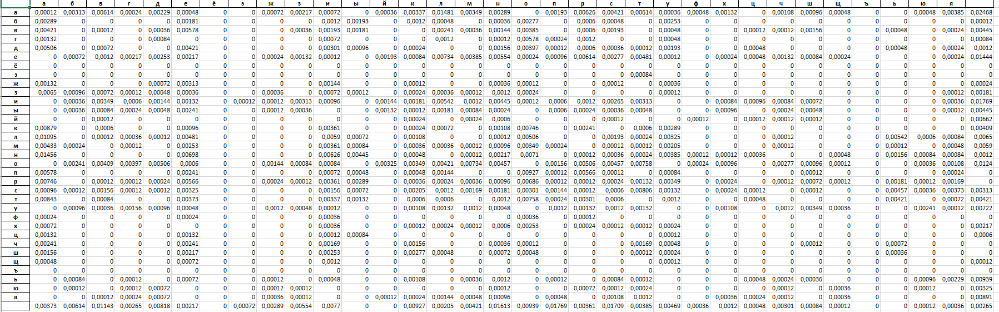 а б в г д е ё э ж з и ы й к л м н о п р с т у ф х ц ч ш щ ъ ь ю я
а 0,00012 0,00313 0,00614 0,00024 0,00229 0,00048 0 0 0,00072 0,00217 0,00072 0 0,00036 0,00337 0,01481 0,00349 0,00289 0 0,00193 0,00626 0,00421 0,00614 0,00036 0,00048 0,00132 0 0,00108 0,00096 0,00048 0 0 0,00048 0,00385 0,02468
б 0,00289 0 0 0 0 0,00181 0 0 0 0 0,0012 0,00193 0 0,0012 0,00048 0 0,00036 0,00277 0 0,0006 0,00048 0 0,00253 0 0 0 0 0 0 0 0 0 0 0,00012
в 0,00421 0 0,00012 0 0,00036 0,00578 0 0 0 0,00036 0,00193 0,00181 0 0 0,00241 0,00036 0,00144 0,00385 0 0,0006 0,00193 0 0,00048 0 0 0,00012 0,00012 0,00156 0 0 0,00048 0 0,00024 0,00445
г 0,00132 0 0 0 0,00084 0 0 0 0 0 0,00072 0 0 0 0,0012 0 0,00012 0,00578 0,00024 0,0012 0 0 0,00048 0 0 0 0 0 0 0 0 0 0 0,00084
д 0,00506 0 0,00072 0 0 0,00421 0 0 0 0 0,00301 0,00096 0 0,00024 0 0 0,00156 0,00397 0,00012 0,0006 0,00036 0,00012 0,00193 0 0 0,00048 0 0 0 0 0,00048 0 0,00024 0,0012
е 0 0,00072 0,0012 0,00217 0,00253 0,00217 0 0 0,00024 0,00132 0,00012 0 0,00193 0,00084 0,00734 0,00385 0,00554 0,00024 0,00096 0,00614 0,00277 0,00481 0,00012 0 0,00024 0,00048 0,00132 0,00084 0,00024 0 0 0 0,00024 0,01444
ё 0 0 0 0 0 0 0 0 0 0 0 0 0 0 0 0 0 0 0 0 0 0 0 0 0 0 0 0 0 0 0 0 0 0
э 0 0 0 0 0 0 0 0 0 0 0 0 0 0 0 0 0 0 0 0 0 0,00084 0 0 0 0 0 0 0 0 0 0 0 0
ж 0,00132 0 0 0 0,00072 0,00313 0 0 0 0 0,00144 0 0 0,00012 0 0 0,00036 0,00012 0 0 0,00012 0 0,00036 0 0 0 0 0 0 0 0 0 0 0,00024
з 0,0065 0,00096 0,00072 0,00012 0,00048 0,00036 0 0 0,00036 0 0,00072 0,00012 0 0,00024 0,00036 0,00012 0,0012 0,00024 0 0 0 0 0,00012 0 0 0 0 0 0 0 0 0 0,00012 0,00181
и 0 0,00036 0,00349 0,0006 0,00144 0,00132 0 0,00012 0,00012 0,00313 0,00096 0 0,00144 0,00181 0,00542 0,0012 0,00445 0,00012 0,0006 0,0012 0,00265 0,00313 0 0 0,00084 0,00096 0,00084 0,00072 0 0 0 0 0,00036 0,01769
ы 0 0,00036 0,00084 0,00024 0,00048 0,00241 0 0 0,00012 0,00036 0 0 0,00132 0,00012 0,00181 0,00084 0,00024 0 0,0006 0,00024 0,00036 0,00048 0 0 0,00096 0 0,00024 0,00048 0 0 0 0 0,00012 0,00445
й 0 0 0,00012 0 0 0 0 0 0 0 0 0 0 0,00024 0 0,00024 0,0006 0 0 0 0,00012 0 0 0,00012 0 0,00012 0,00012 0,00012 0 0 0 0 0 0,00662
к 0,00879 0 0,0006 0 0 0,00096 0 0 0 0 0,00361 0 0 0,00024 0,00072 0 0,00108 0,00746 0 0,00241 0 0,0006 0,00289 0 0 0 0 0 0 0 0 0 0 0,00409
л 0,01095 0 0,00012 0,00036 0,00012 0,00481 0 0 0 0 0,0059 0,00072 0 0,00108 0 0 0,00012 0,00506 0 0 0,00193 0,00024 0,00325 0 0 0 0,00012 0 0 0 0,00542 0,0006 0,00084 0,0065
м 0,00433 0,00024 0 0,00012 0 0,00253 0 0 0 0 0,00361 0,00084 0 0,00036 0,00036 0,00012 0,00096 0,00349 0,00024 0 0,00012 0,00012 0,00205 0 0 0 0,00012 0 0 0 0,00012 0 0,00048 0,0059
н 0,01456 0 0 0 0 0,00698 0 0 0 0 0,00626 0,00445 0 0,00048 0 0,00012 0,00217 0,0071 0 0,00012 0,00036 0,00024 0,00385 0,00012 0,00012 0,00036 0 0 0,00048 0 0,00156 0,00084 0,00084 0,0012
о 0 0,00241 0,00409 0,00397 0,00506 0,0006 0 0 0,00144 0,00084 0,00084 0 0,00325 0,00349 0,00421 0,00734 0,00457 0 0,00156 0,00506 0,00457 0,00758 0 0,00024 0,00096 0 0,00277 0,00096 0,00012 0 0 0,00036 0,00108 0,0124
п 0,00578 0 0 0 0 0,00241 0 0 0 0 0,00072 0,00048 0 0,00048 0,00144 0 0 0,00927 0,00012 0,00566 0,00012 0 0,00084 0 0 0 0 0,00012 0 0 0 0 0,00024 0
р 0,00746 0 0,00012 0,00012 0,00024 0,00566 0 0 0,00024 0,00012 0,00361 0,00289 0 0,00036 0,00024 0,00036 0,00096 0,00686 0,00012 0,00012 0,00024 0,00132 0,00349 0 0,00024 0 0,00012 0,00072 0,00012 0 0,00181 0,00012 0,00169 0
с 0,00096 0,00012 0,00156 0,00012 0,00012 0,00325 0 0 0 0 0,00156 0,00072 0 0,00205 0,0012 0,00169 0,00181 0,00301 0,00144 0,00012 0,0006 0,00806 0,00132 0 0,00024 0,00012 0 0,00012 0 0 0,00457 0,00036 0,00373 0,00313
т 0,00843 0 0,00084 0 0 0,00373 0 0 0 0 0,00337 0,00132 0 0,0006 0,0006 0 0,0012 0,00758 0,00024 0,00301 0,0006 0 0,0012 0 0 0,00048 0 0 0 0 0,00421 0 0,00072 0,00421
у 0 0,00096 0,00036 0,00156 0,00096 0,00048 0 0 0,0012 0,00048 0,00012 0 0 0,00108 0,00132 0,0012 0,00048 0 0,0012 0,00132 0,0012 0,00132 0 0 0,00108 0 0,0012 0,00349 0,00036 0 0 0,00241 0,00012 0,00722
ф 0,00024 0 0 0 0 0,00024 0 0 0 0 0,00036 0 0 0 0 0 0 0,00036 0 0,00012 0 0 0 0 0 0 0 0 0 0 0 0 0 0
х 0,00072 0 0 0 0 0 0 0 0 0 0,00036 0 0 0,00012 0,00024 0,00012 0,0006 0,00253 0 0,00024 0,00012 0,00012 0,00024 0 0 0 0 0 0 0 0 0 0 0,00217
ц 0,00132 0 0 0 0 0,00132 0 0 0 0 0,00012 0,00084 0 0 0 0 0 0 0 0 0 0 0,00012 0 0 0 0 0 0 0 0 0 0 0,0006
ч 0,00241 0 0 0 0 0,00241 0 0 0 0 0,00169 0 0 0,00156 0 0 0,00036 0,00012 0 0 0 0,00169 0,00048 0 0 0 0 0,00012 0 0 0,00072 0 0 0
ш 0,00156 0 0 0 0 0,00217 0 0 0 0 0,00253 0 0 0,00277 0,00048 0 0,00072 0,00048 0 0 0 0,00012 0,00024 0 0 0 0 0 0 0 0,00036 0 0 0
щ 0,00048 0 0 0 0 0,00072 0 0 0 0 0,0012 0 0 0 0 0 0 0 0 0 0 0 0,00012 0 0 0 0 0 0 0 0 0 0 0,00012
ъ 0 0 0 0 0 0 0 0 0 0 0 0 0 0 0 0 0 0 0 0 0 0 0 0 0 0 0 0 0 0 0 0 0 0
ь 0 0,00084 0 0,00012 0 0,00072 0 0 0,00012 0 0,00048 0 0 0,00108 0 0,00036 0,0012 0 0,00012 0 0,00084 0,00012 0 0 0 0,00048 0,00024 0,00036 0 0 0 0,00096 0,00229 0,00939
ю 0 0,00012 0 0,00012 0,00072 0 0 0 0,00012 0,00012 0 0 0 0 0 0 0,00012 0 0 0,00072 0,00012 0,00024 0 0 0 0 0,00012 0 0,00036 0 0 0,00012 0 0,00325
я 0 0 0,00012 0,00024 0,00072 0 0 0 0,00036 0,00012 0 0 0,00012 0,00024 0,00144 0,00048 0,00096 0 0,00048 0 0,00108 0,0012 0 0 0,00036 0,00024 0,00012 0 0,00036 0 0 0 0 0,00891
0,00373 0,00614 0,01143 0,00265 0,00818 0,00217 0 0,00072 0,00289 0,00554 0,0077 0 0 0,00927 0,00205 0,00421 0,01613 0,00939 0,01769 0,00361 0,01709 0,00385 0,00469 0,00036 0,0012 0,00048 0,00301 0,00084 0,00012 0 0 0,00012 0,00036 0,00265